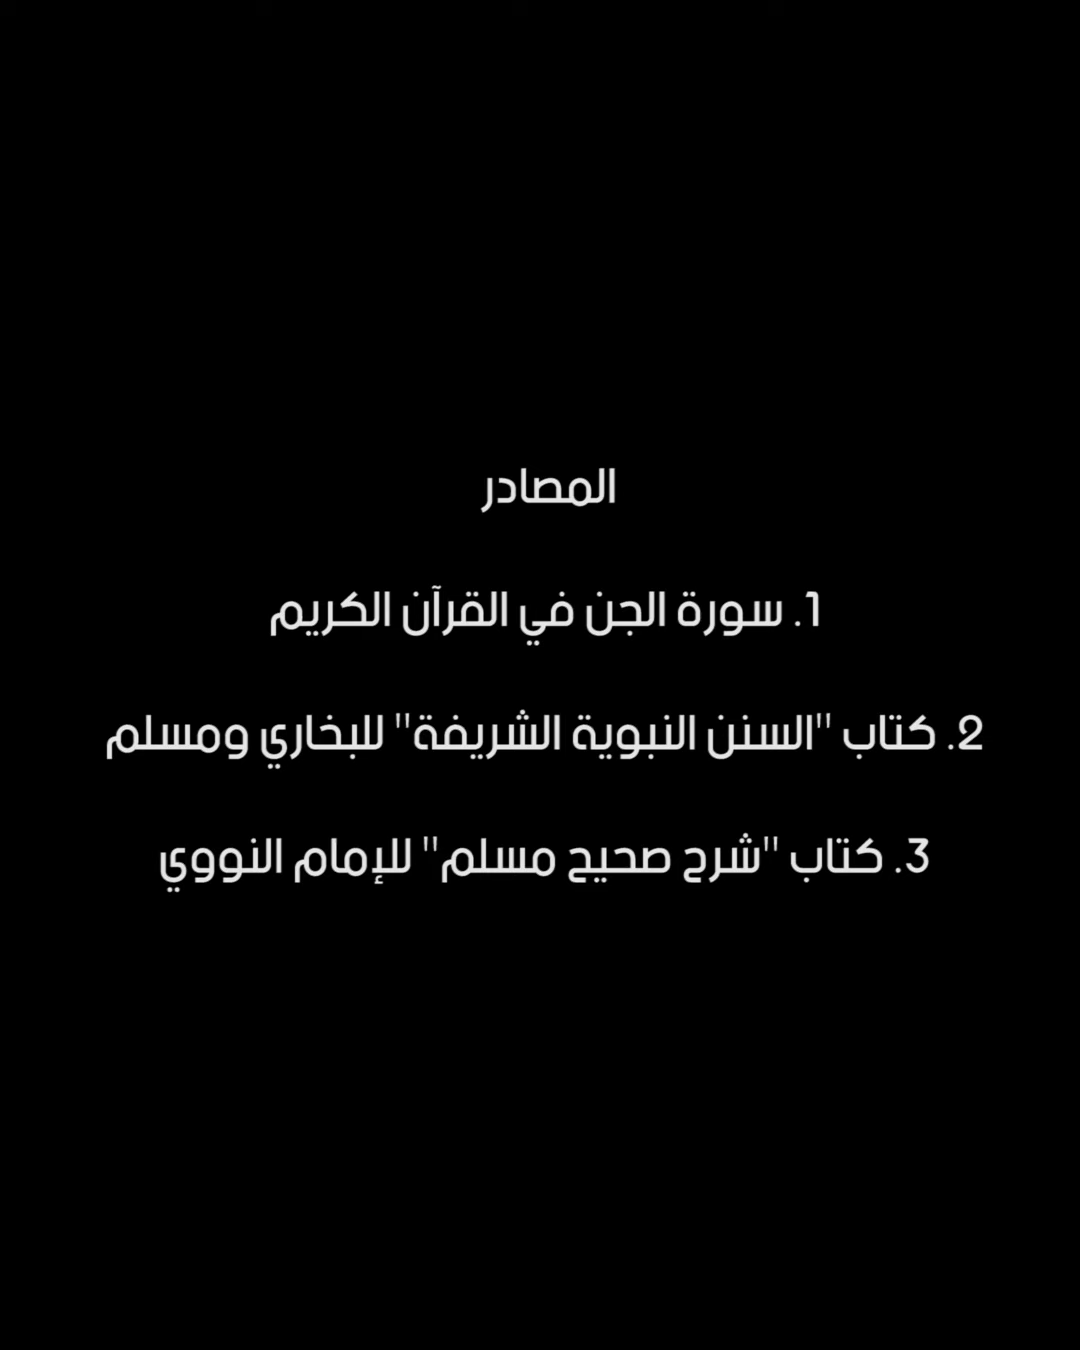 المصادر
1. سورة الجن في القرآن الكريم
2. كتاب "السنن النبوية الشريفة" للبخاري ومسلم
3. كتاب "شرح صحيح مسلم" للإمام النووي